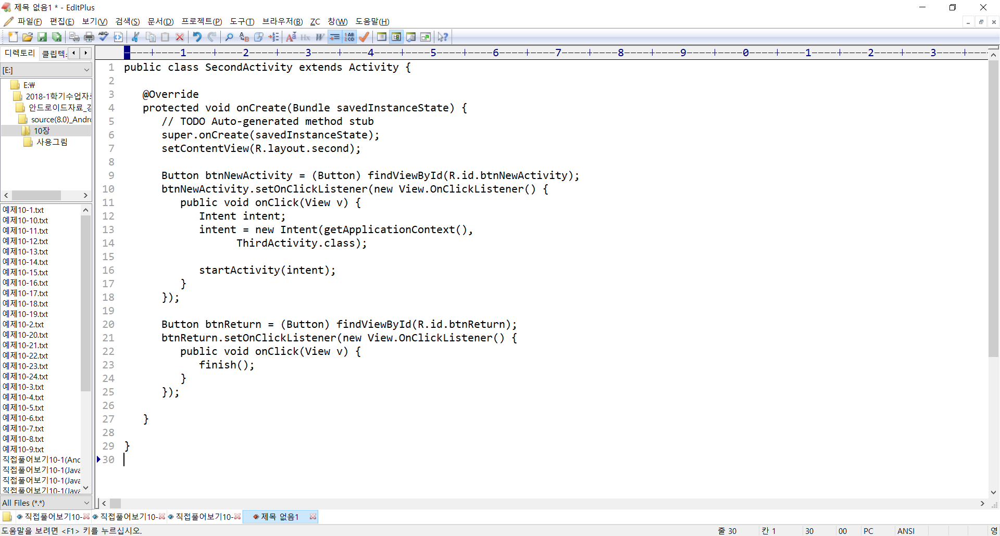 제목 없음1 * - EditPlus
파일(F) 편집(E) 보기(V) 검색(S) 문서(D) 프로젝트(P) 도구(T) 브라우저(B) ZC 창(W) 도움말(H)
디렉토리 클립텍
[E:]
E:\
2018-1학기수업자
안드로이드자료_
source(8.0)_Andr
10장
사용그림
예제10-1.txt
예제10-10.txt
예제10-11.txt
예제10-12.txt
예제10-13.txt
예제10-14.txt
예제10-15.txt
예제10-16.txt
예제10-17.txt
예제10-18.txt
예제10-19.txt
예제10-2.txt
예제10-20.txt
예제10-21.txt
예제10-22.txt
예제10-23.txt
예제10-24.txt
예제10-3.txt
예제10-4.txt
예제10-5.txt
예제10-6.txt
예제10-7.txt
예제10-8.txt
예제10-9.txt
직접풀어보기10-1(Anc
직접풀어보기10-1(Java
직접풀어보기10-1(Java
직접풀어보기10-1(Java
All Files (*.*)
----+----1----+----2----+----3----+----4----+----5----+----6----+----7----+----8----+----9----+----0----+----1----+----2----+----3----+----
1 public class SecondActivity extends Activity {
2
3    @Override
4    protected void onCreate(Bundle savedInstanceState) {
5       // TODO Auto-generated method stub
6       super.onCreate(savedInstanceState);
7       setContentView(R.layout.second);
8
9       Button btnNewActivity = (Button) findViewById(R.id.btnNewActivity);
10       btnNewActivity.setOnClickListener(new View.OnClickListener() {
11          public void onClick(View v) {
12             Intent intent;
13             intent = new Intent(getApplicationContext(),
14                   ThirdActivity.class);
15
16             startActivity(intent);
17          }
18       });
19
20       Button btnReturn = (Button) findViewById(R.id.btnReturn);
21       btnReturn.setOnClickListener(new View.OnClickListener() {
22          public void onClick(View v) {
23             finish();
24          }
25       });
26
27    }
28
29 }
30
직접풀어보기10- 직접풀어보기10- 직접풀어보기10- 제목 없음1
도움말을 보려면 <F1> 키를 누르십시오. 줄 30 칸 1 30 00 PC ANSI 영